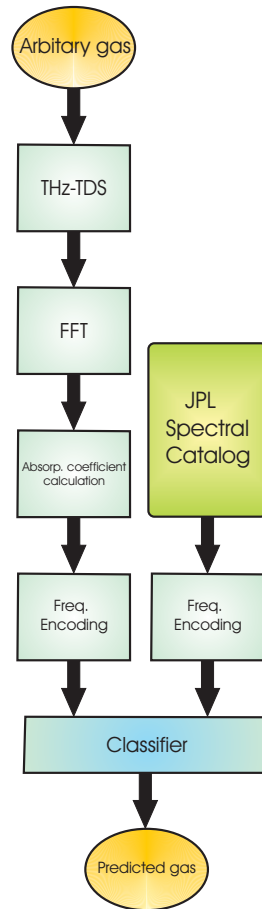 Arbitary gas
THz-TDS
FFT
JPL
Spectral
Catalog
Absorp. coefficient
calculation
Freq.
Encoding
Freq.
Encoding
Classifier
Predicted gas